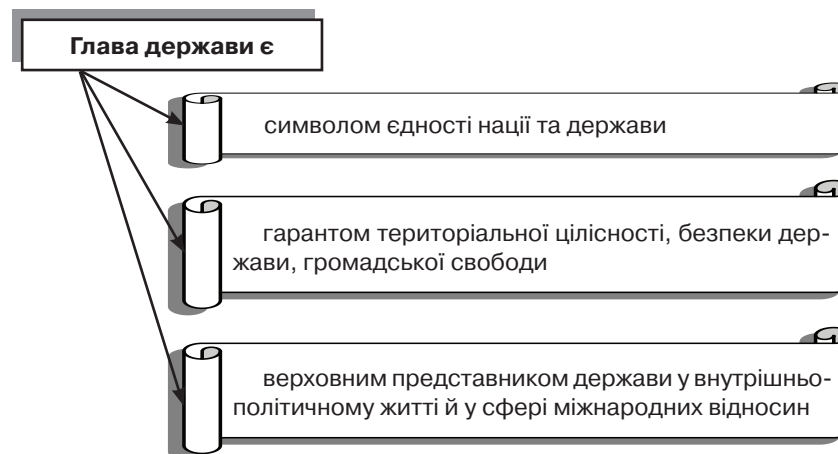 Глава держави є
символом єдності нації та держави
гарантом територіальної цілісності, безпеки дер-
жави, громадської свободи
верховним представником держави у внутрішньо-
політичному житті й у сфері міжнародних відносин